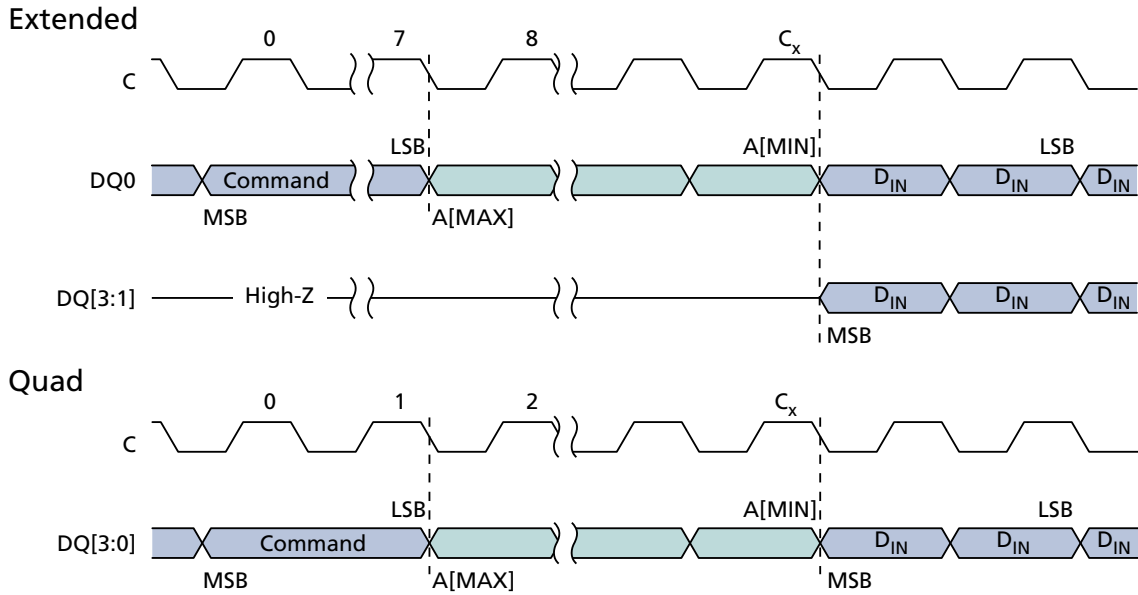 Extended
0 7 8 Cx
C
LSB A[MIN] LSB
DQ0 Command DIN DIN DIN
MSB A[MAX]
DQ[3:1] High-Z DIN DIN DIN
MSB
Quad
0 1 2 Cx
C
LSB A[MIN] LSB
DQ[3:0] Command DIN DIN DIN
MSB A[MAX] MSB